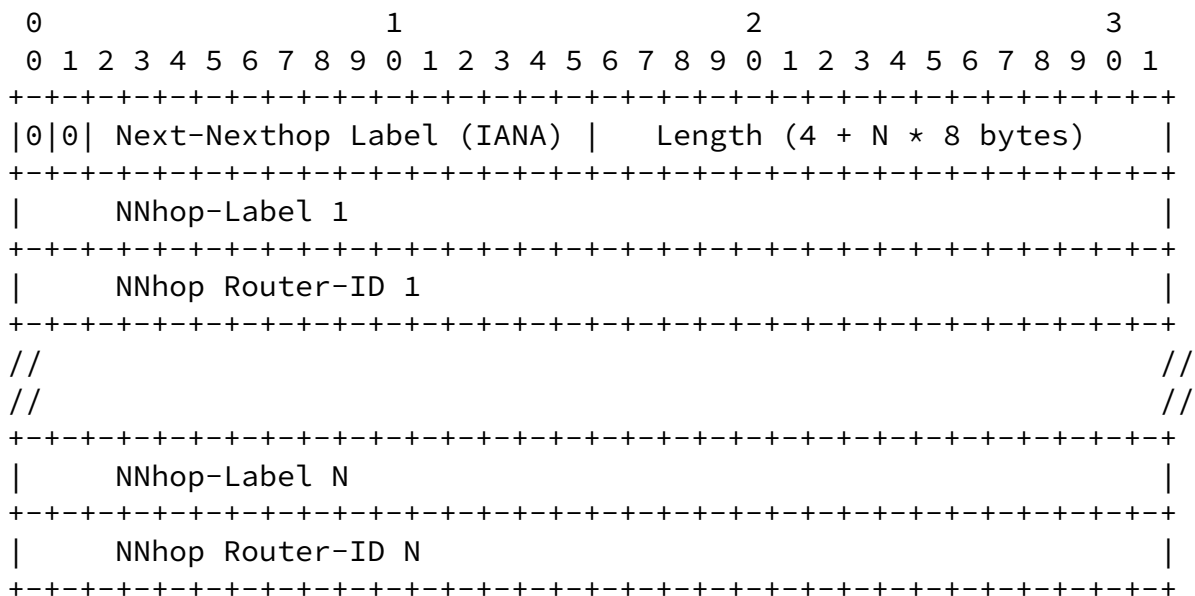 0                   1                   2                   3
 0 1 2 3 4 5 6 7 8 9 0 1 2 3 4 5 6 7 8 9 0 1 2 3 4 5 6 7 8 9 0 1
+-+-+-+-+-+-+-+-+-+-+-+-+-+-+-+-+-+-+-+-+-+-+-+-+-+-+-+-+-+-+-+-+
|0|0| Next-Nexthop Label (IANA) |   Length (4 + N * 8 bytes)    |
+-+-+-+-+-+-+-+-+-+-+-+-+-+-+-+-+-+-+-+-+-+-+-+-+-+-+-+-+-+-+-+-+
|     NNhop-Label 1                                             |
+-+-+-+-+-+-+-+-+-+-+-+-+-+-+-+-+-+-+-+-+-+-+-+-+-+-+-+-+-+-+-+-+
|     NNhop Router-ID 1                                         |
+-+-+-+-+-+-+-+-+-+-+-+-+-+-+-+-+-+-+-+-+-+-+-+-+-+-+-+-+-+-+-+-+
//                                                              //
//                                                              //
+-+-+-+-+-+-+-+-+-+-+-+-+-+-+-+-+-+-+-+-+-+-+-+-+-+-+-+-+-+-+-+-+
|     NNhop-Label N                                             |
+-+-+-+-+-+-+-+-+-+-+-+-+-+-+-+-+-+-+-+-+-+-+-+-+-+-+-+-+-+-+-+-+
|     NNhop Router-ID N                                         |
+-+-+-+-+-+-+-+-+-+-+-+-+-+-+-+-+-+-+-+-+-+-+-+-+-+-+-+-+-+-+-+-+